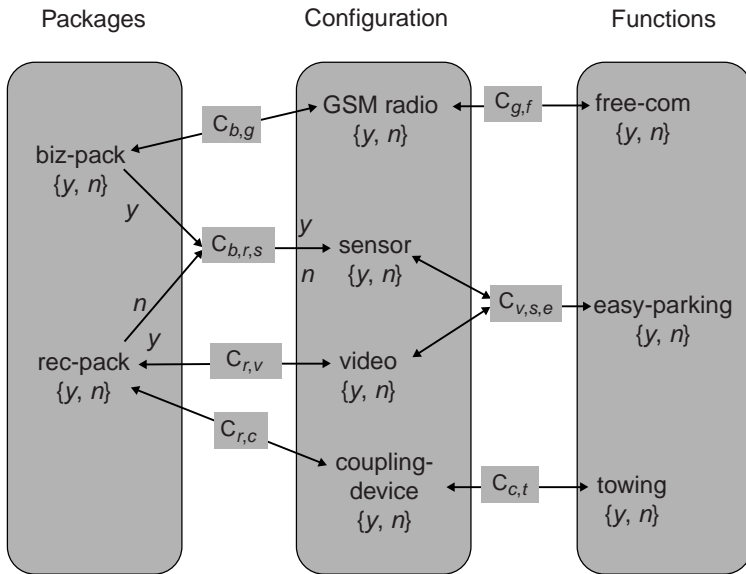 Packages
Configuration
Functions
C_{b,g}
GSM radio
{y, n}
C_{g,f}
free-com
{y, n}
biz-pack
{y, n}
y
C_{b,r,s}
y
n
sensor
{y, n}
n
y
C_{v,s,e}
easy-parking
{y, n}
rec-pack
{y, n}
C_{r,v}
video
{y, n}
C_{r,c}
coupling-
device
{y, n}
C_{c,t}
towing
{y, n}